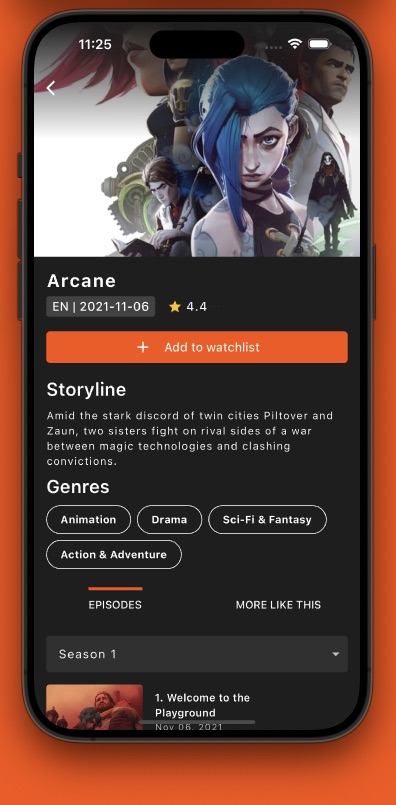 11:25
Arcane
EN | 2021-11-06
4.4
Add to watchlist
Storyline
Amid the stark discord of twin cities Piltover and
Zaun, two sisters fight on rival sides of a war
between magic technologies and clashing
convictions.
Genres
Animation
Drama
Sci-Fi & Fantasy
Action & Adventure
EPISODES
MORE LIKE THIS
Season 1
1. Welcome to the
Playground
Nov 06, 2021